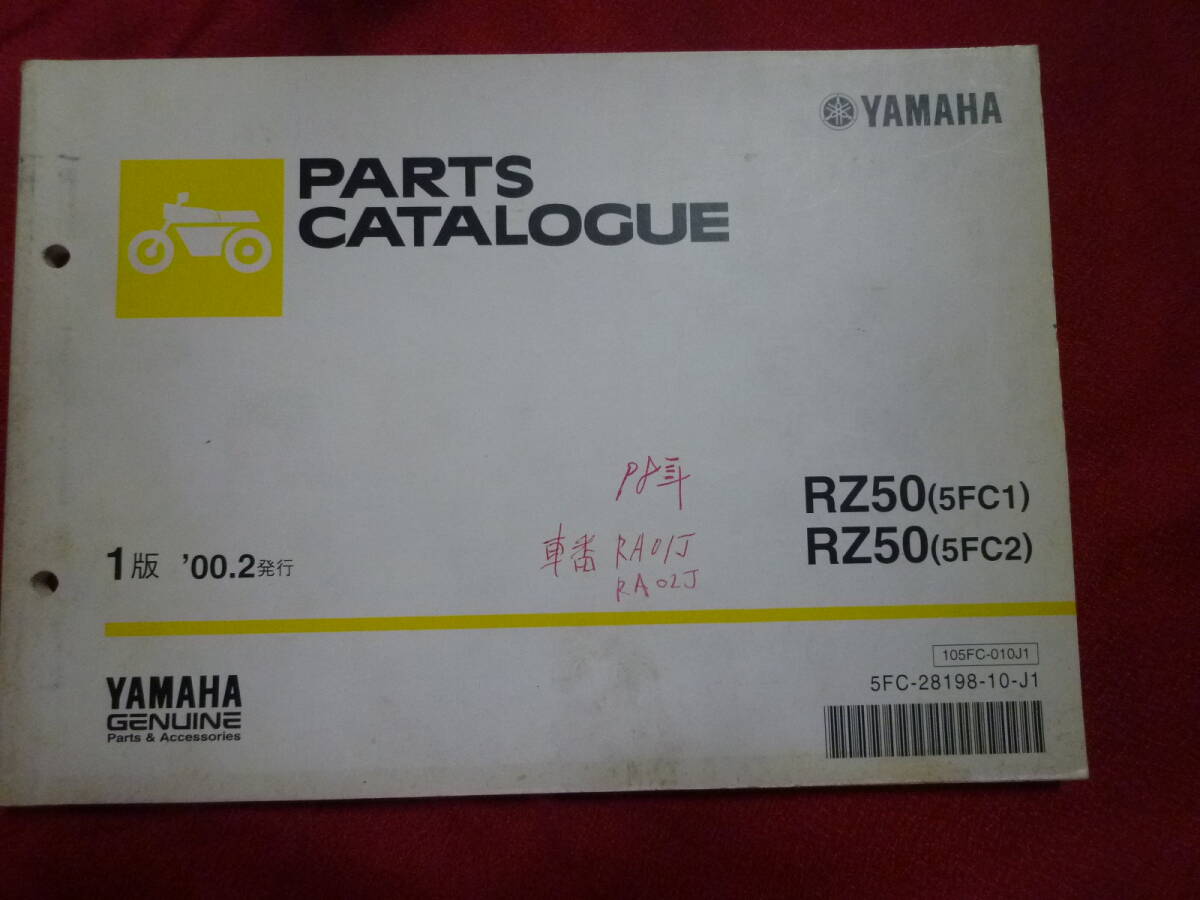 YAMAHA
PARTS
CATALOGUE
RZ50(5FC1)
車番 RA01J
RZ50(5FC2)
RA02J
1版 '00.2発行
105FC-010J1
5FC-28198-10-J1
YAMAHA
GENUINE
Parts & Accessories